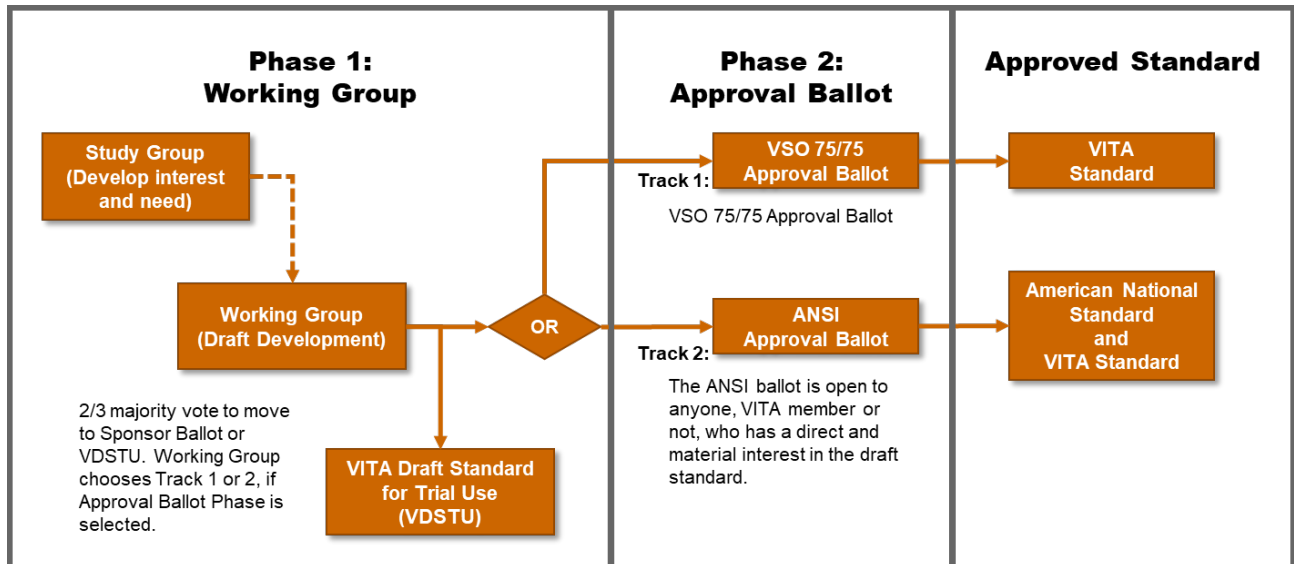 Phase 1:
Working Group
Study Group
(Develop interest
and need)
Working Group
(Draft Development)
OR
2/3 majority vote to move
to Sponsor Ballot or
VDSTU. Working Group
chooses Track 1 or 2, if
Approval Ballot Phase is
selected.
VITA Draft Standard
for Trial Use
(VDSTU)
Phase 2:
Approval Ballot
Track 1:
VSO 75/75
Approval Ballot
VSO 75/75 Approval Ballot
Track 2:
ANSI
Approval Ballot
The ANSI ballot is open to
anyone, VITA member or
not, who has a direct and
material interest in the draft
standard.
Approved Standard
VITA
Standard
American National
Standard
and
VITA Standard